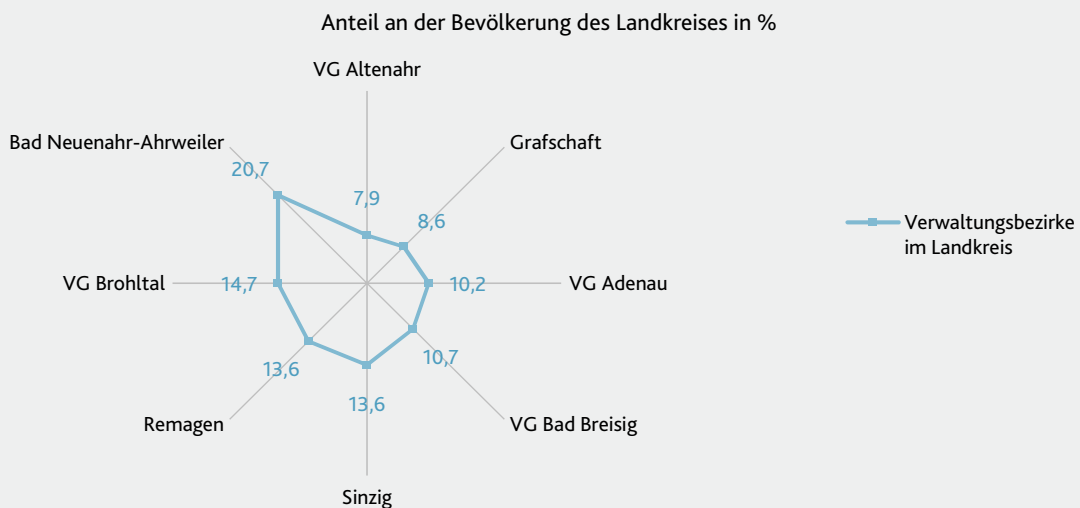 Anteil an der Bevölkerung des Landkreises in %
VG Altenahr
Bad Neuenahr-Ahrweiler
Grafschaft
20,7
7,9
8,6
Verwaltungsbezirke
im Landkreis
VG Brohltal
14,7
10,2
VG Adenau
13,6
10,7
13,6
Remagen
VG Bad Breisig
Sinzig